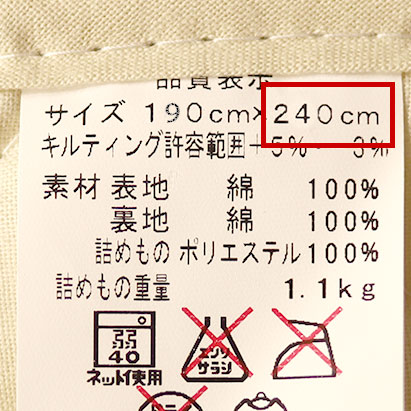 品質表示
サイズ 190cm×240cm
キルティング許容範囲+5%~ 3%
素材 表地 綿 100%
裏地 綿 100%
詰めもの ポリエステル 100%
詰めもの重量 1.1kg
弱 40 エンソ サラシ
ネット使用